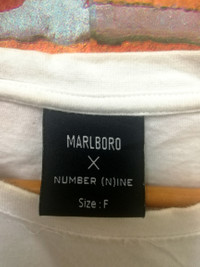 MARLBORO
X
NUMBER (N)INE
Size : F